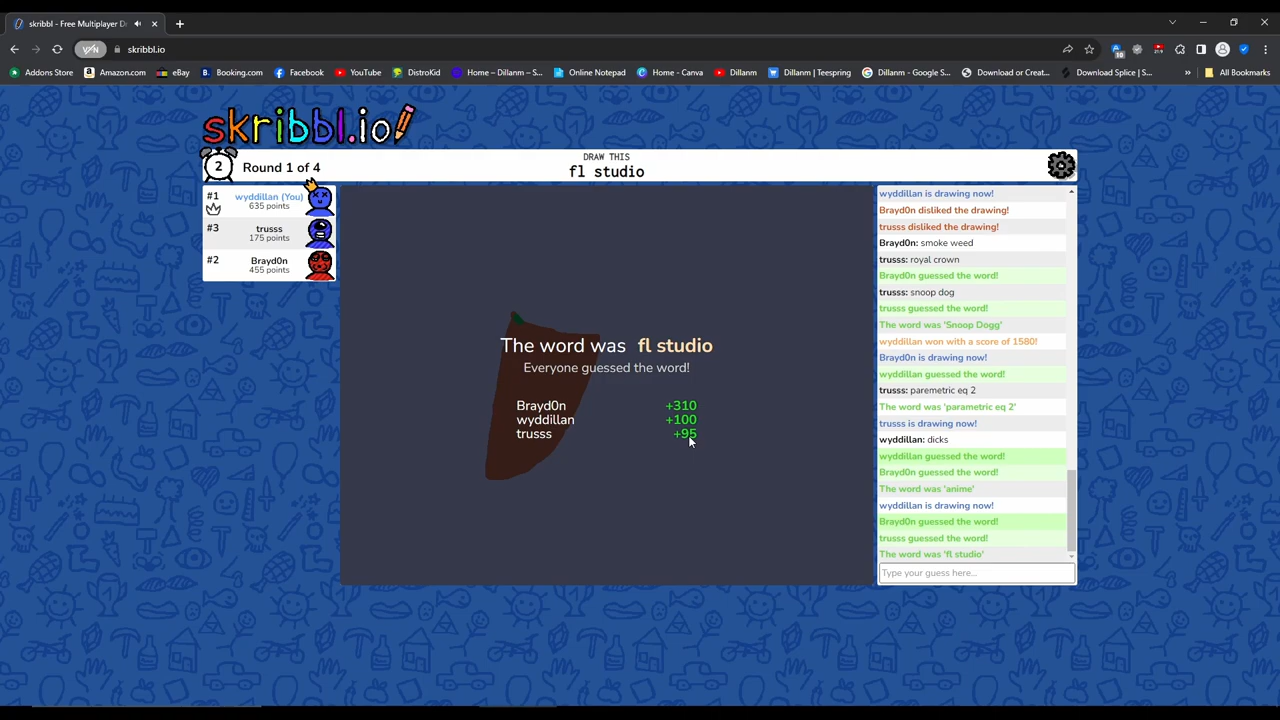 skribbl - Free Multiplayer Dr
skribbl.io
Addons Store
Amazon.com
eBay
Booking.com
Facebook
YouTube
DistroKid
Home – Dillanm – S...
Online Notepad
Home - Canva
Dillanm
Dillanm | Teespring
Dillanm - Google S...
Download or Creat...
Download Splice | S...
All Bookmarks
skribbl.io
2
Round 1 of 4
DRAW THIS
fl studio
#1
wyddillan (You)
635 points
#3
trusss
175 points
#2
Brayd0n
455 points
The word was fl studio
Everyone guessed the word!
Brayd0n +310
wyddillan +100
trusss +95
wyddillan is drawing now!
Brayd0n disliked the drawing!
trusss disliked the drawing!
Brayd0n: smoke weed
trusss: royal crown
Brayd0n guessed the word!
trusss: snoop dog
trusss guessed the word!
The word was 'Snoop Dogg'
wyddillan won with a score of 1580!
Brayd0n is drawing now!
wyddillan guessed the word!
trusss: paremetric eq 2
The word was 'parametric eq 2'
trusss is drawing now!
wyddillan: dicks
wyddillan guessed the word!
Brayd0n guessed the word!
The word was 'anime'
wyddillan is drawing now!
Brayd0n guessed the word!
trusss guessed the word!
The word was 'fl studio'
Type your guess here...